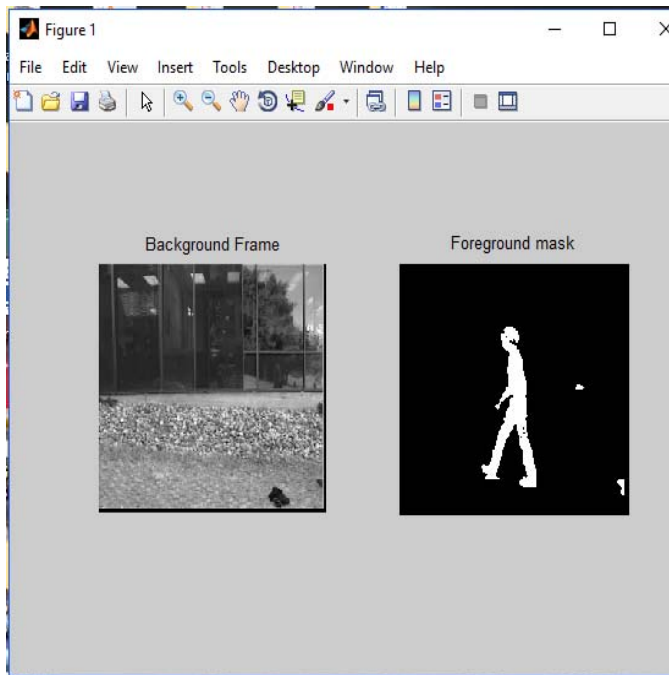 Figure 1
File Edit View Insert Tools Desktop Window Help
Background Frame
Foreground mask